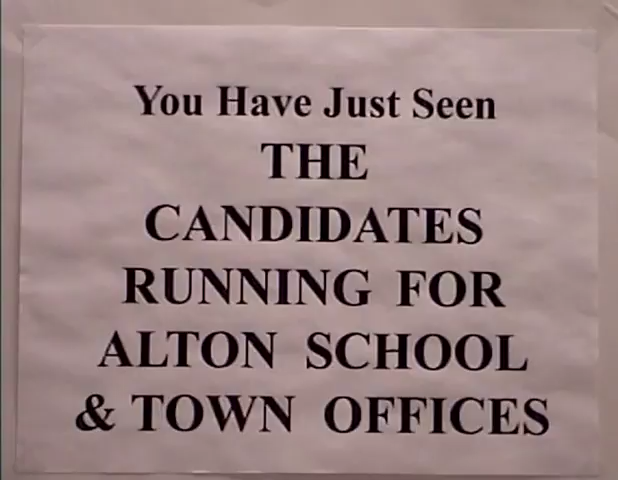 You Have Just Seen
THE
CANDIDATES
RUNNING FOR
ALTON SCHOOL
& TOWN OFFICES